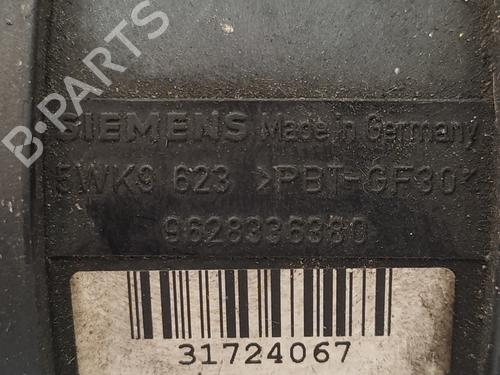 B-PARTS
SIEMENS Made in Germany
5WK9 623 >PBT-GF30<
9628336380
31724067